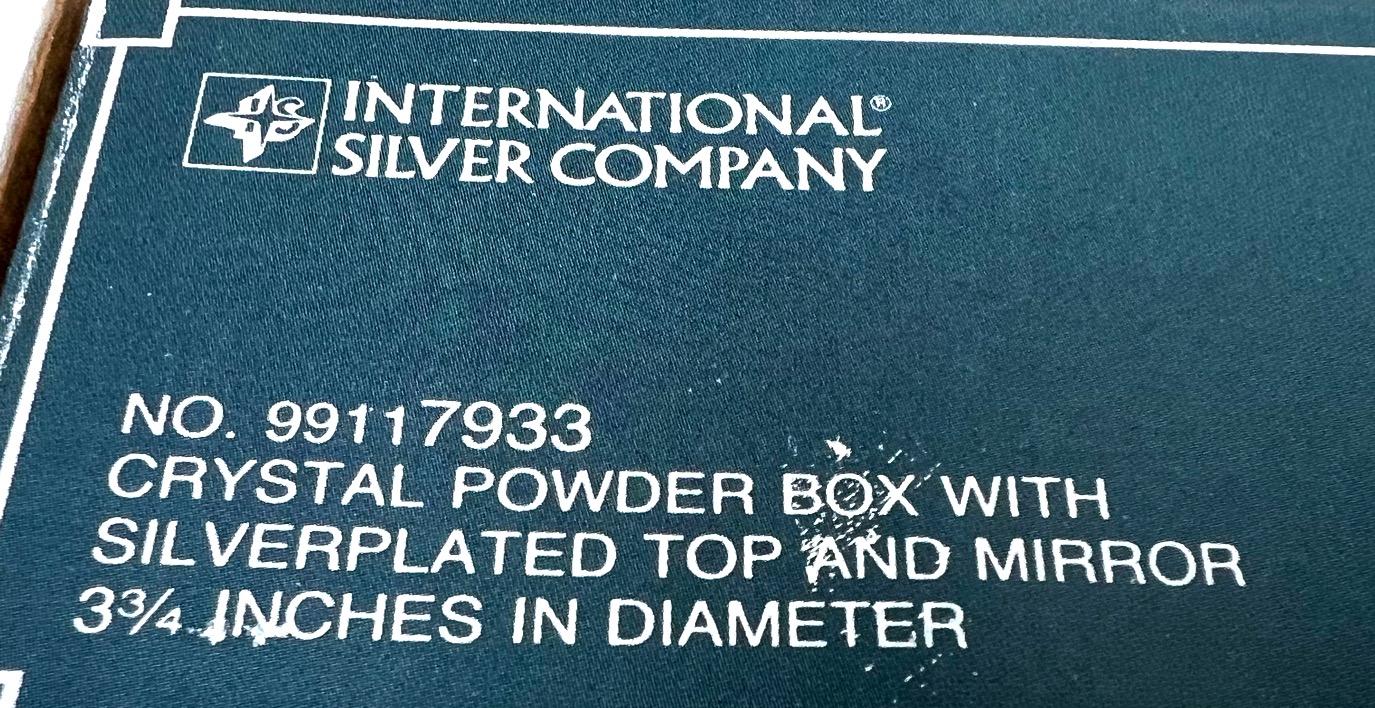 INTERNATIONAL®
SILVER COMPANY
NO. 99117933
CRYSTAL POWDER BOX WITH
SILVERPLATED TOP AND MIRROR
3¾ INCHES IN DIAMETER